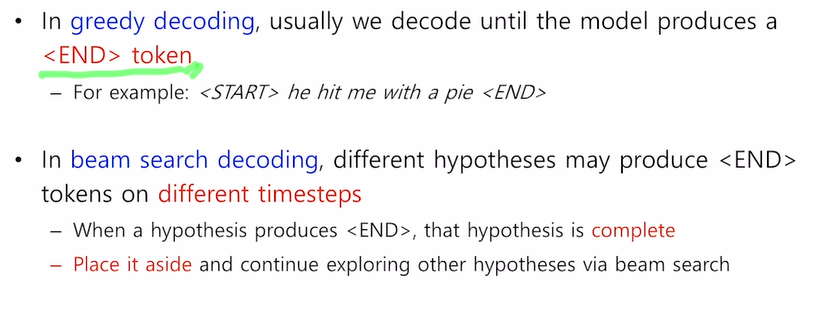 • In greedy decoding, usually we decode until the model produces a
<END> token
– For example: <START> he hit me with a pie <END>
• In beam search decoding, different hypotheses may produce <END>
tokens on different timesteps
– When a hypothesis produces <END>, that hypothesis is complete
– Place it aside and continue exploring other hypotheses via beam search